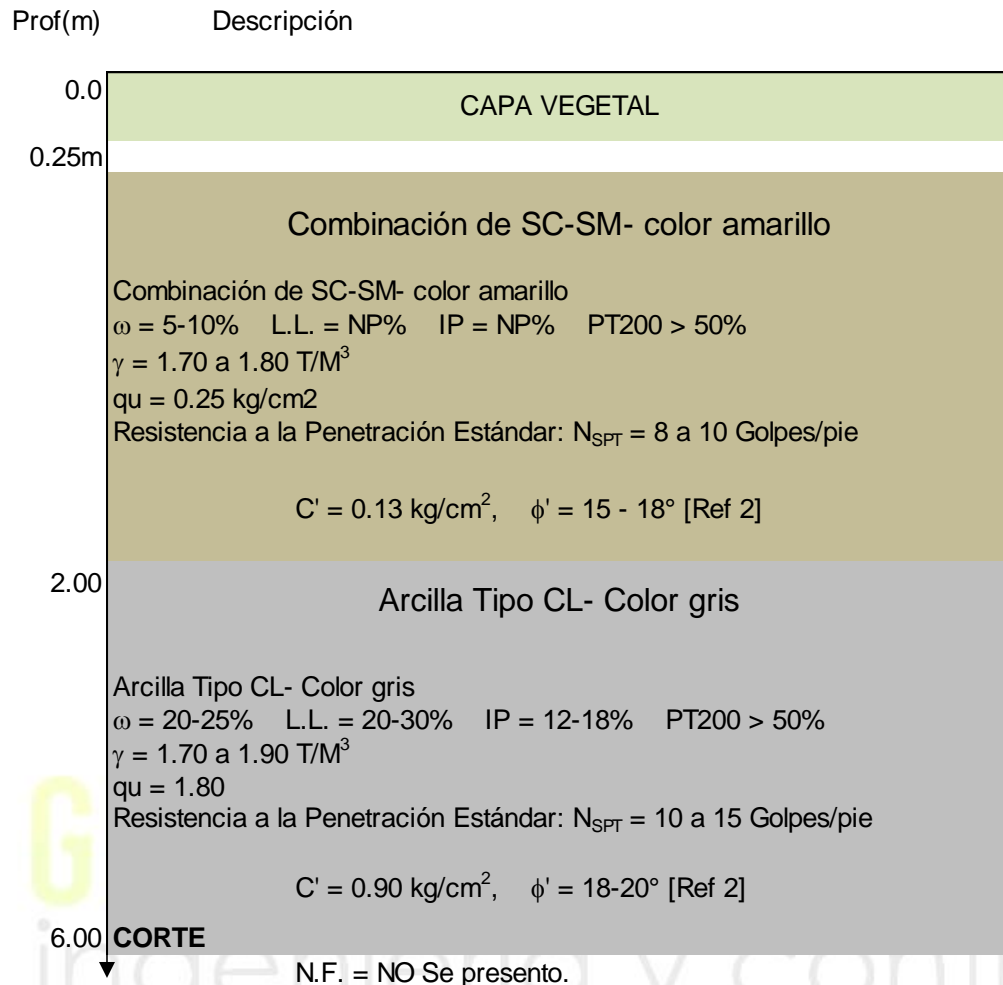 Prof(m) Descripción
0.0 CAPA VEGETAL
0.25m
Combinación de SC-SM- color amarillo
Combinación de SC-SM- color amarillo
ω = 5-10% L.L. = NP% IP = NP% PT200 > 50%
γ = 1.70 a 1.80 T/M³
qu = 0.25 kg/cm2
Resistencia a la Penetración Estándar: N_SPT = 8 a 10 Golpes/pie
C' = 0.13 kg/cm², ϕ' = 15 - 18° [Ref 2]
2.00 Arcilla Tipo CL- Color gris
Arcilla Tipo CL- Color gris
ω = 20-25% L.L. = 20-30% IP = 12-18% PT200 > 50%
γ = 1.70 a 1.90 T/M³
qu = 1.80
Resistencia a la Penetración Estándar: N_SPT = 10 a 15 Golpes/pie
C' = 0.90 kg/cm², ϕ' = 18-20° [Ref 2]
6.00 CORTE
N.F. = NO Se presento.